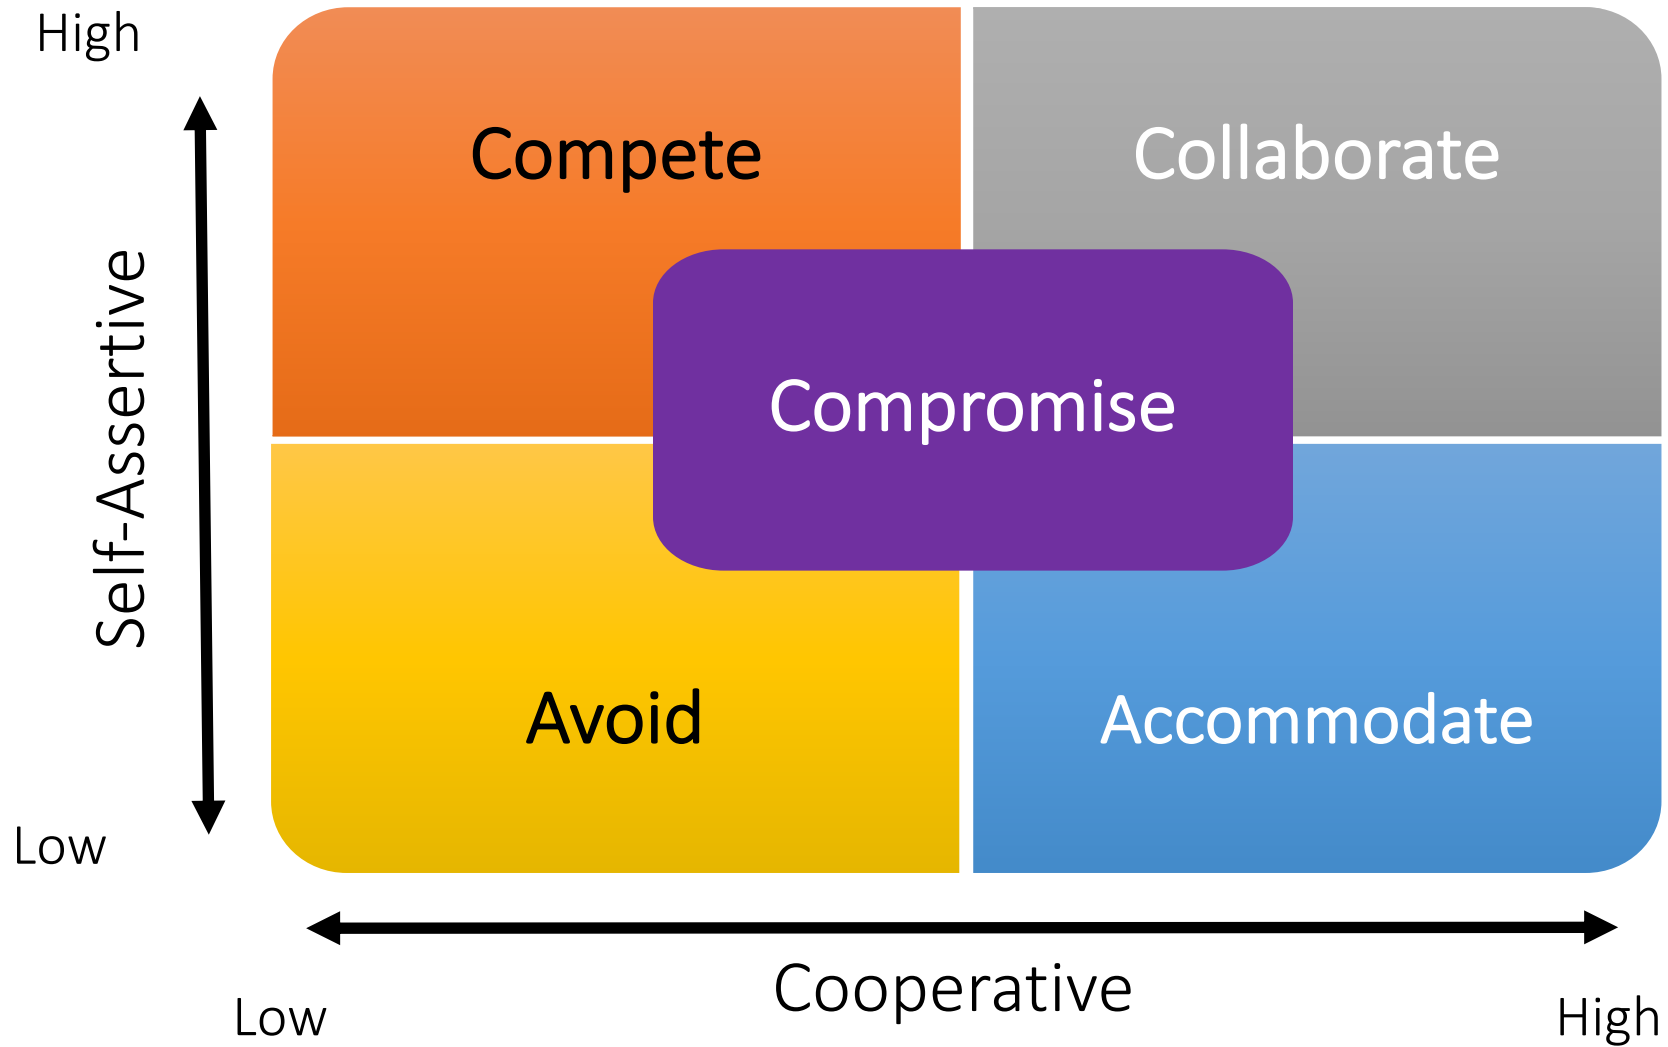 High
Compete
Collaborate
Self-Assertive
Compromise
Avoid
Accommodate
Low
Cooperative
Low
High